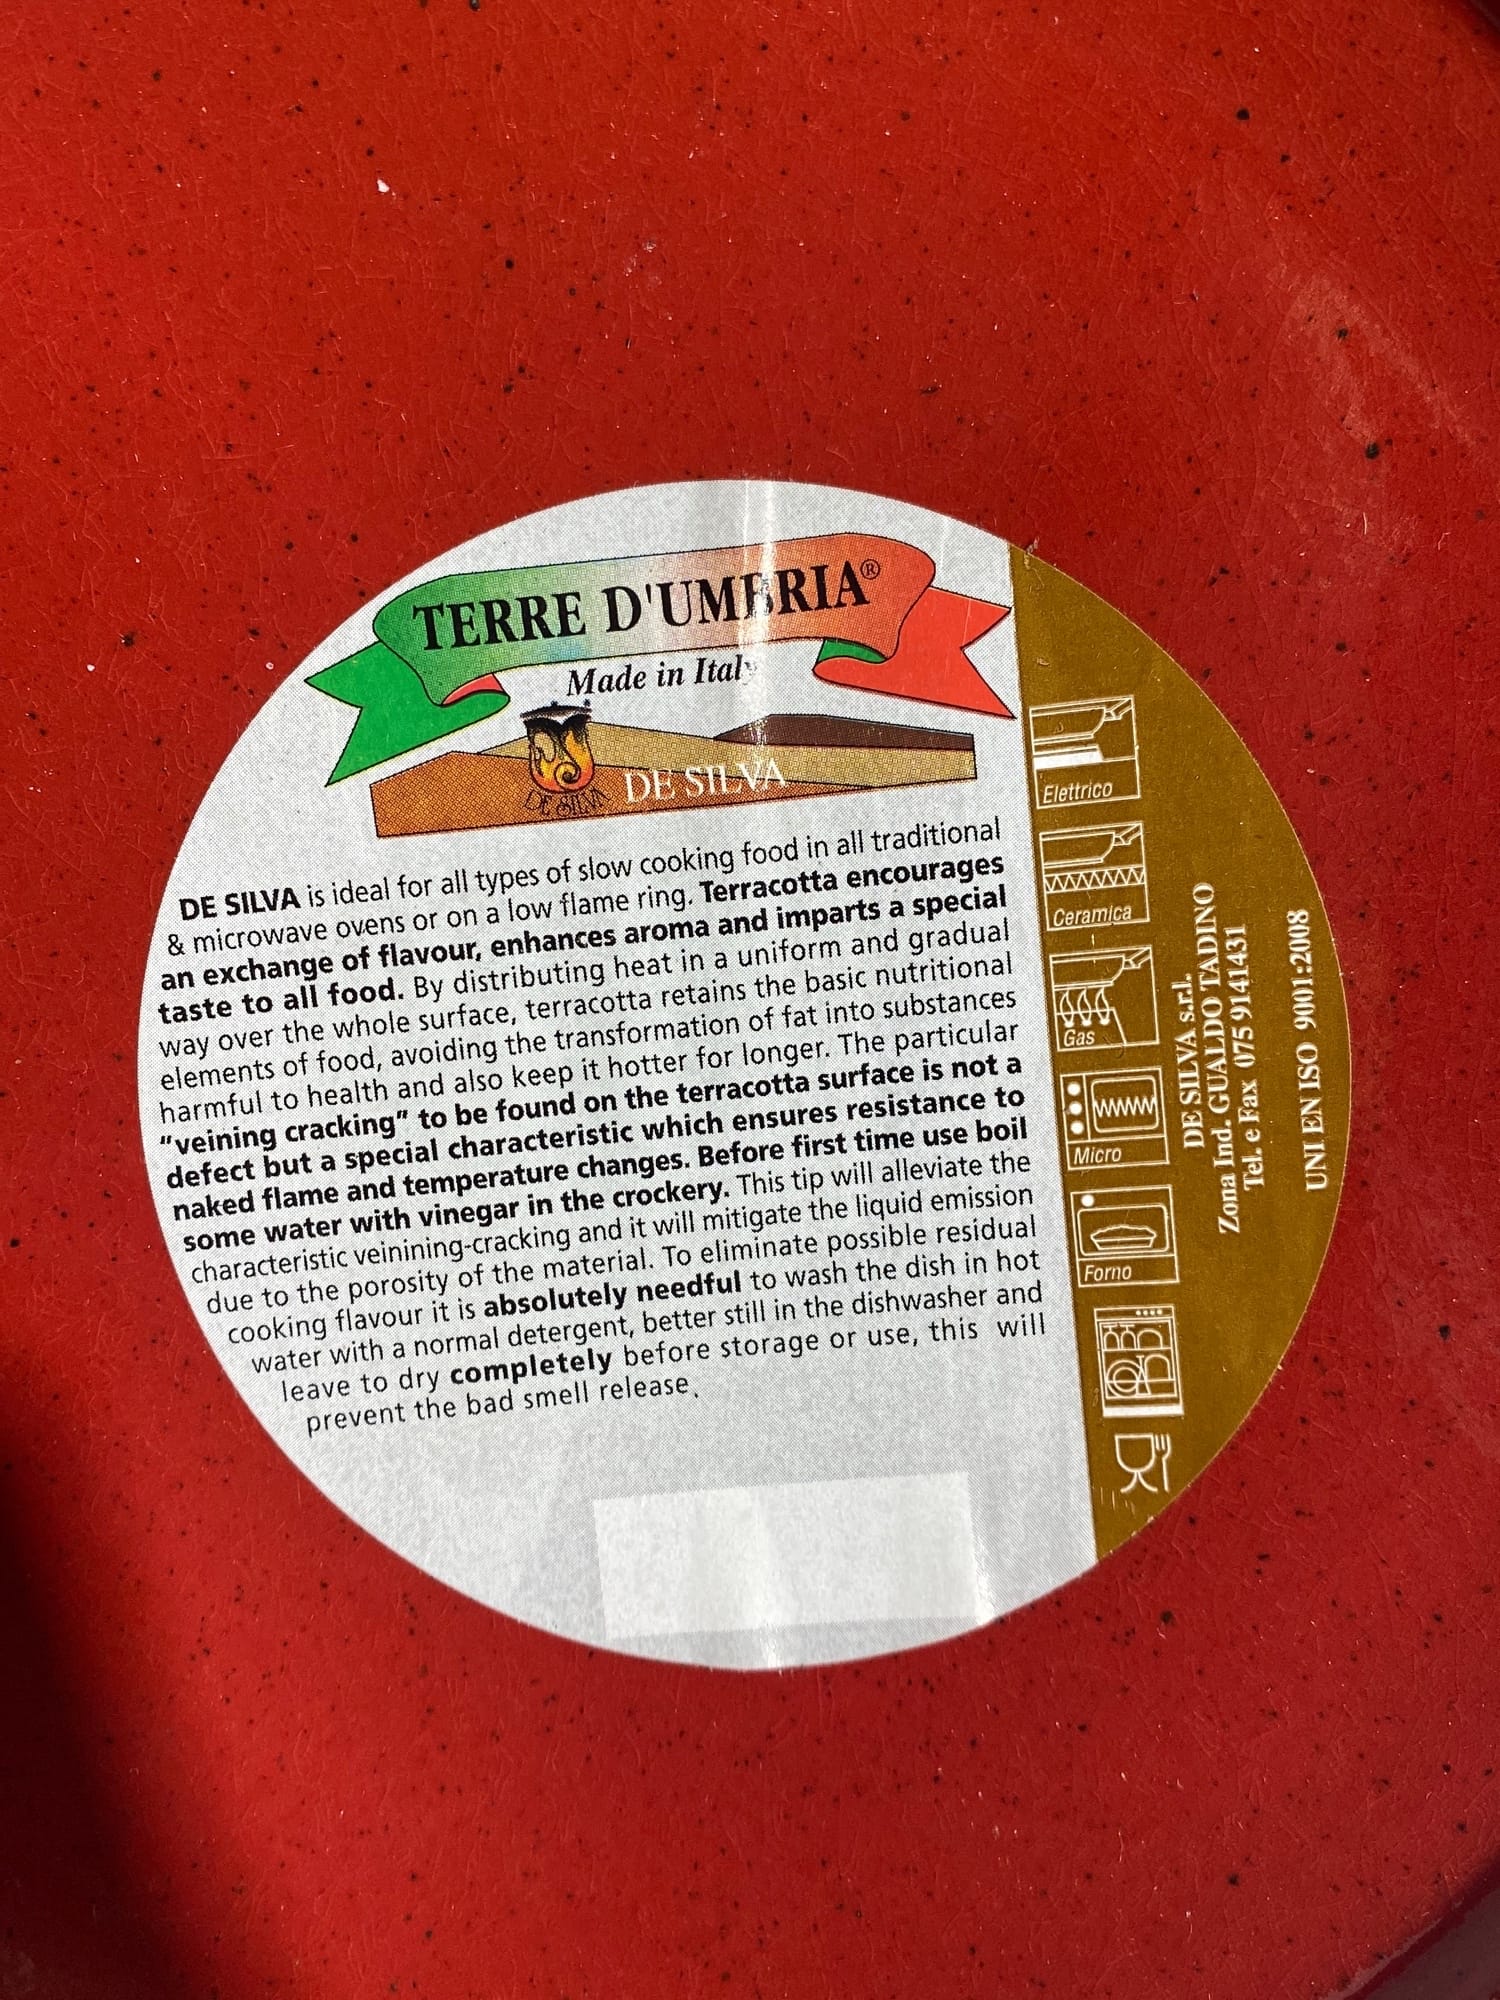 TERRE D'UMBRIA®
Made in Italy
DE SILVA
DE SILVA
DE SILVA is ideal for all types of slow cooking food in all traditional
& microwave ovens or on a low flame ring. Terracotta encourages
an exchange of flavour, enhances aroma and imparts a special
taste to all food. By distributing heat in a uniform and gradual
way over the whole surface, terracotta retains the basic nutritional
elements of food, avoiding the transformation of fat into substances
harmful to health and also keep it hotter for longer. The particular
"veining cracking" to be found on the terracotta surface is not a
defect but a special characteristic which ensures resistance to
naked flame and temperature changes. Before first time use boil
some water with vinegar in the crockery. This tip will alleviate the
characteristic veinining-cracking and it will mitigate the liquid emission
due to the porosity of the material. To eliminate possible residual
cooking flavour it is absolutely needful to wash the dish in hot
water with a normal detergent, better still in the dishwasher and
leave to dry completely before storage or use, this will
prevent the bad smell release.
Elettrico
Ceramica
Gas
Micro
Forno
DE SILVA s.r.l.
Zona Ind. GUALDO TADINO
Tel. e Fax 075 9141431
UNI EN ISO 9001:2008